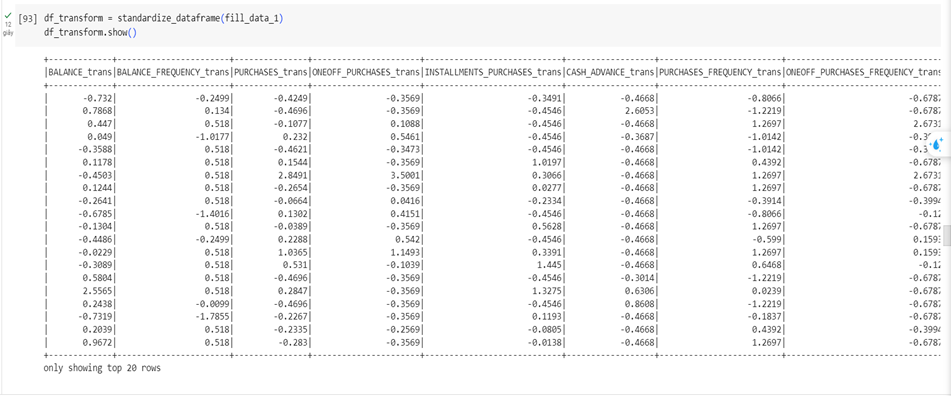 [93] df_transform = standardize_dataframe(fill_data_1)
12
giây
df_transform.show()
|BALANCE_trans|BALANCE_FREQUENCY_trans|PURCHASES_trans|ONEOFF_PURCHASES_trans|INSTALLMENTS_PURCHASES_trans|CASH_ADVANCE_trans|PURCHASES_FREQUENCY_trans|ONEOFF_PURCHASES_FREQUENCY_trans
| -0.732| -0.2499| -0.4249| -0.3569| -0.3491| -0.4668| -0.8066| -0.6787
| 0.7868| 0.134| -0.4696| -0.3569| -0.4546| 2.6053| -1.2219| -0.6787
| 0.447| 0.518| -0.1077| 0.1088| -0.4546| -0.4668| 1.2697| 2.6731
| 0.049| -1.0177| 0.232| 0.5461| -0.4546| -0.3687| -1.0142|
| -0.3588| 0.518| -0.4621| -0.3473| -0.4546| -0.4668| -1.0142|
| 0.1178| 0.518| 0.1544| -0.3569| 1.0197| -0.4668| 0.4392| -0.6787
| -0.4503| 0.518| 2.8491| 3.5001| 0.3066| -0.4668| 1.2697| 2.6731
| 0.1244| 0.518| -0.2654| -0.3569| 0.0277| -0.4668| 1.2697| -0.6787
| -0.2641| 0.518| -0.0664| 0.0416| -0.2334| -0.3914| -0.4668| -0.3994
| -0.6785| -1.4016| 0.1302| 0.4151| -0.4546| -0.4668| -0.8066| -0.12
| -0.1304| 0.518| -0.0389| -0.3569| 0.5628| -0.4668| 1.2697| -0.6787
| -0.4486| -0.2499| 0.2288| 0.542| -0.4546| -0.4668| -0.599| 0.1593
| -0.0229| 0.518| 1.0365| 1.1493| 0.3391| -0.4668| 1.2697| 0.1593
| -0.3089| 0.518| 0.531| -0.1039| 1.445| -0.4668| 0.6468| -0.12
| 0.5804| 0.518| -0.4696| -0.3569| -0.4546| -0.3014| -1.2219| -0.6787
| 2.5565| 0.518| 0.2847| -0.3569| 1.3275| 0.6306| 0.0239| -0.6787
| 0.2438| -0.0099| -0.4696| -0.3569| -0.4546| 0.8608| -1.2219| -0.6787
| -0.7319| -1.7855| -0.2267| -0.3569| 0.1193| -0.4668| -0.1837| -0.6787
| 0.2039| 0.518| -0.2335| -0.2569| -0.0805| -0.4668| 0.4392| -0.3994
| 0.9672| 0.518| -0.283| -0.3569| -0.0138| -0.4668| 1.2697| -0.6787
only showing top 20 rows